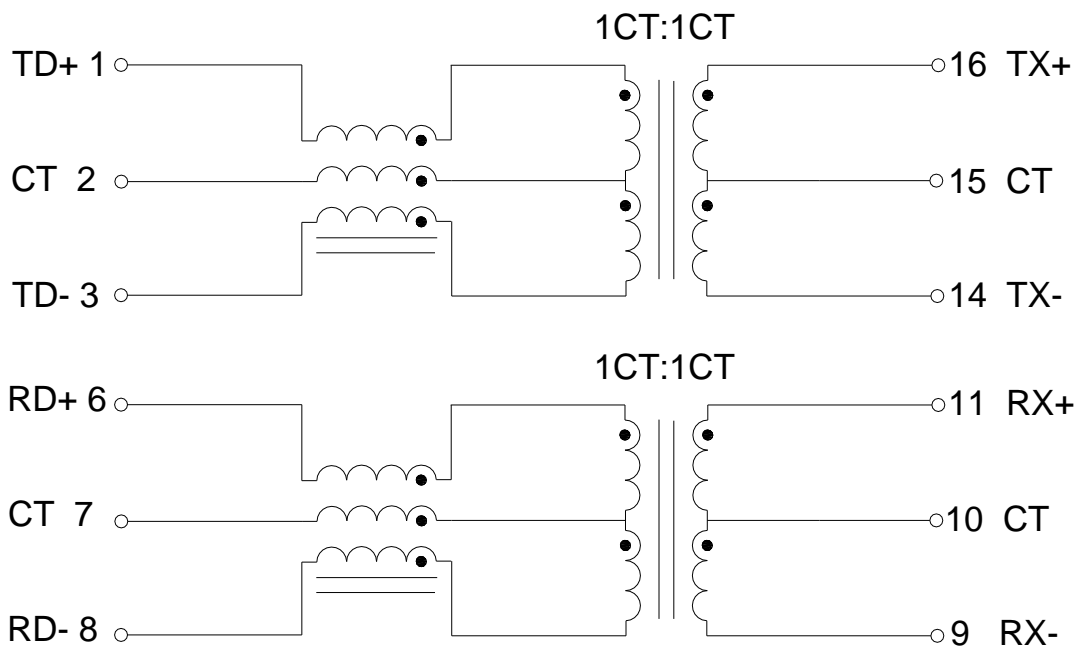 1CT:1CT
TD+ 1
16 TX+
CT 2
15 CT
TD- 3
14 TX-
1CT:1CT
RD+ 6
11 RX+
CT 7
10 CT
RD- 8
9 RX-